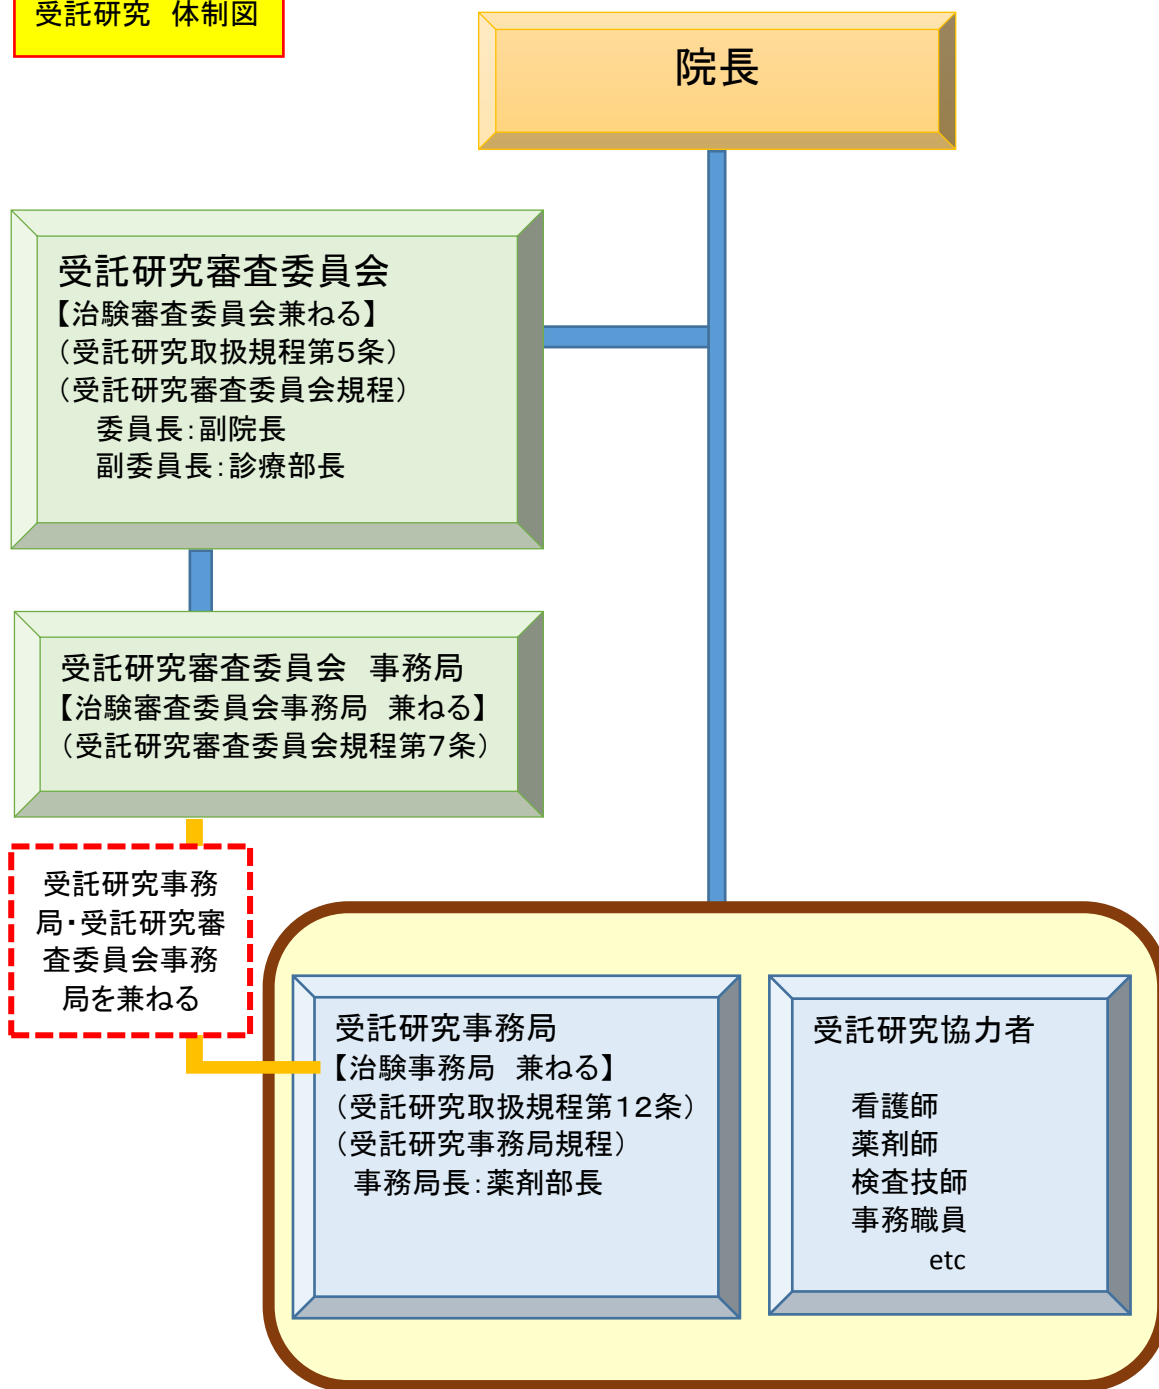 受託研究　体制図
院長
受託研究審査委員会
【治験審査委員会兼ねる】
（受託研究取扱規程第５条）
（受託研究審査委員会規程）
委員長：副院長
副委員長：診療部長
受託研究審査委員会　事務局
【治験審査委員会事務局　兼ねる】
（受託研究審査委員会規程第７条）
受託研究事務
局・受託研究審
査委員会事務
局を兼ねる
受託研究事務局
【治験事務局　兼ねる】
（受託研究取扱規程第１２条）
（受託研究事務局規程）
事務局長：薬剤部長
受託研究協力者
看護師
薬剤師
検査技師
事務職員
etc